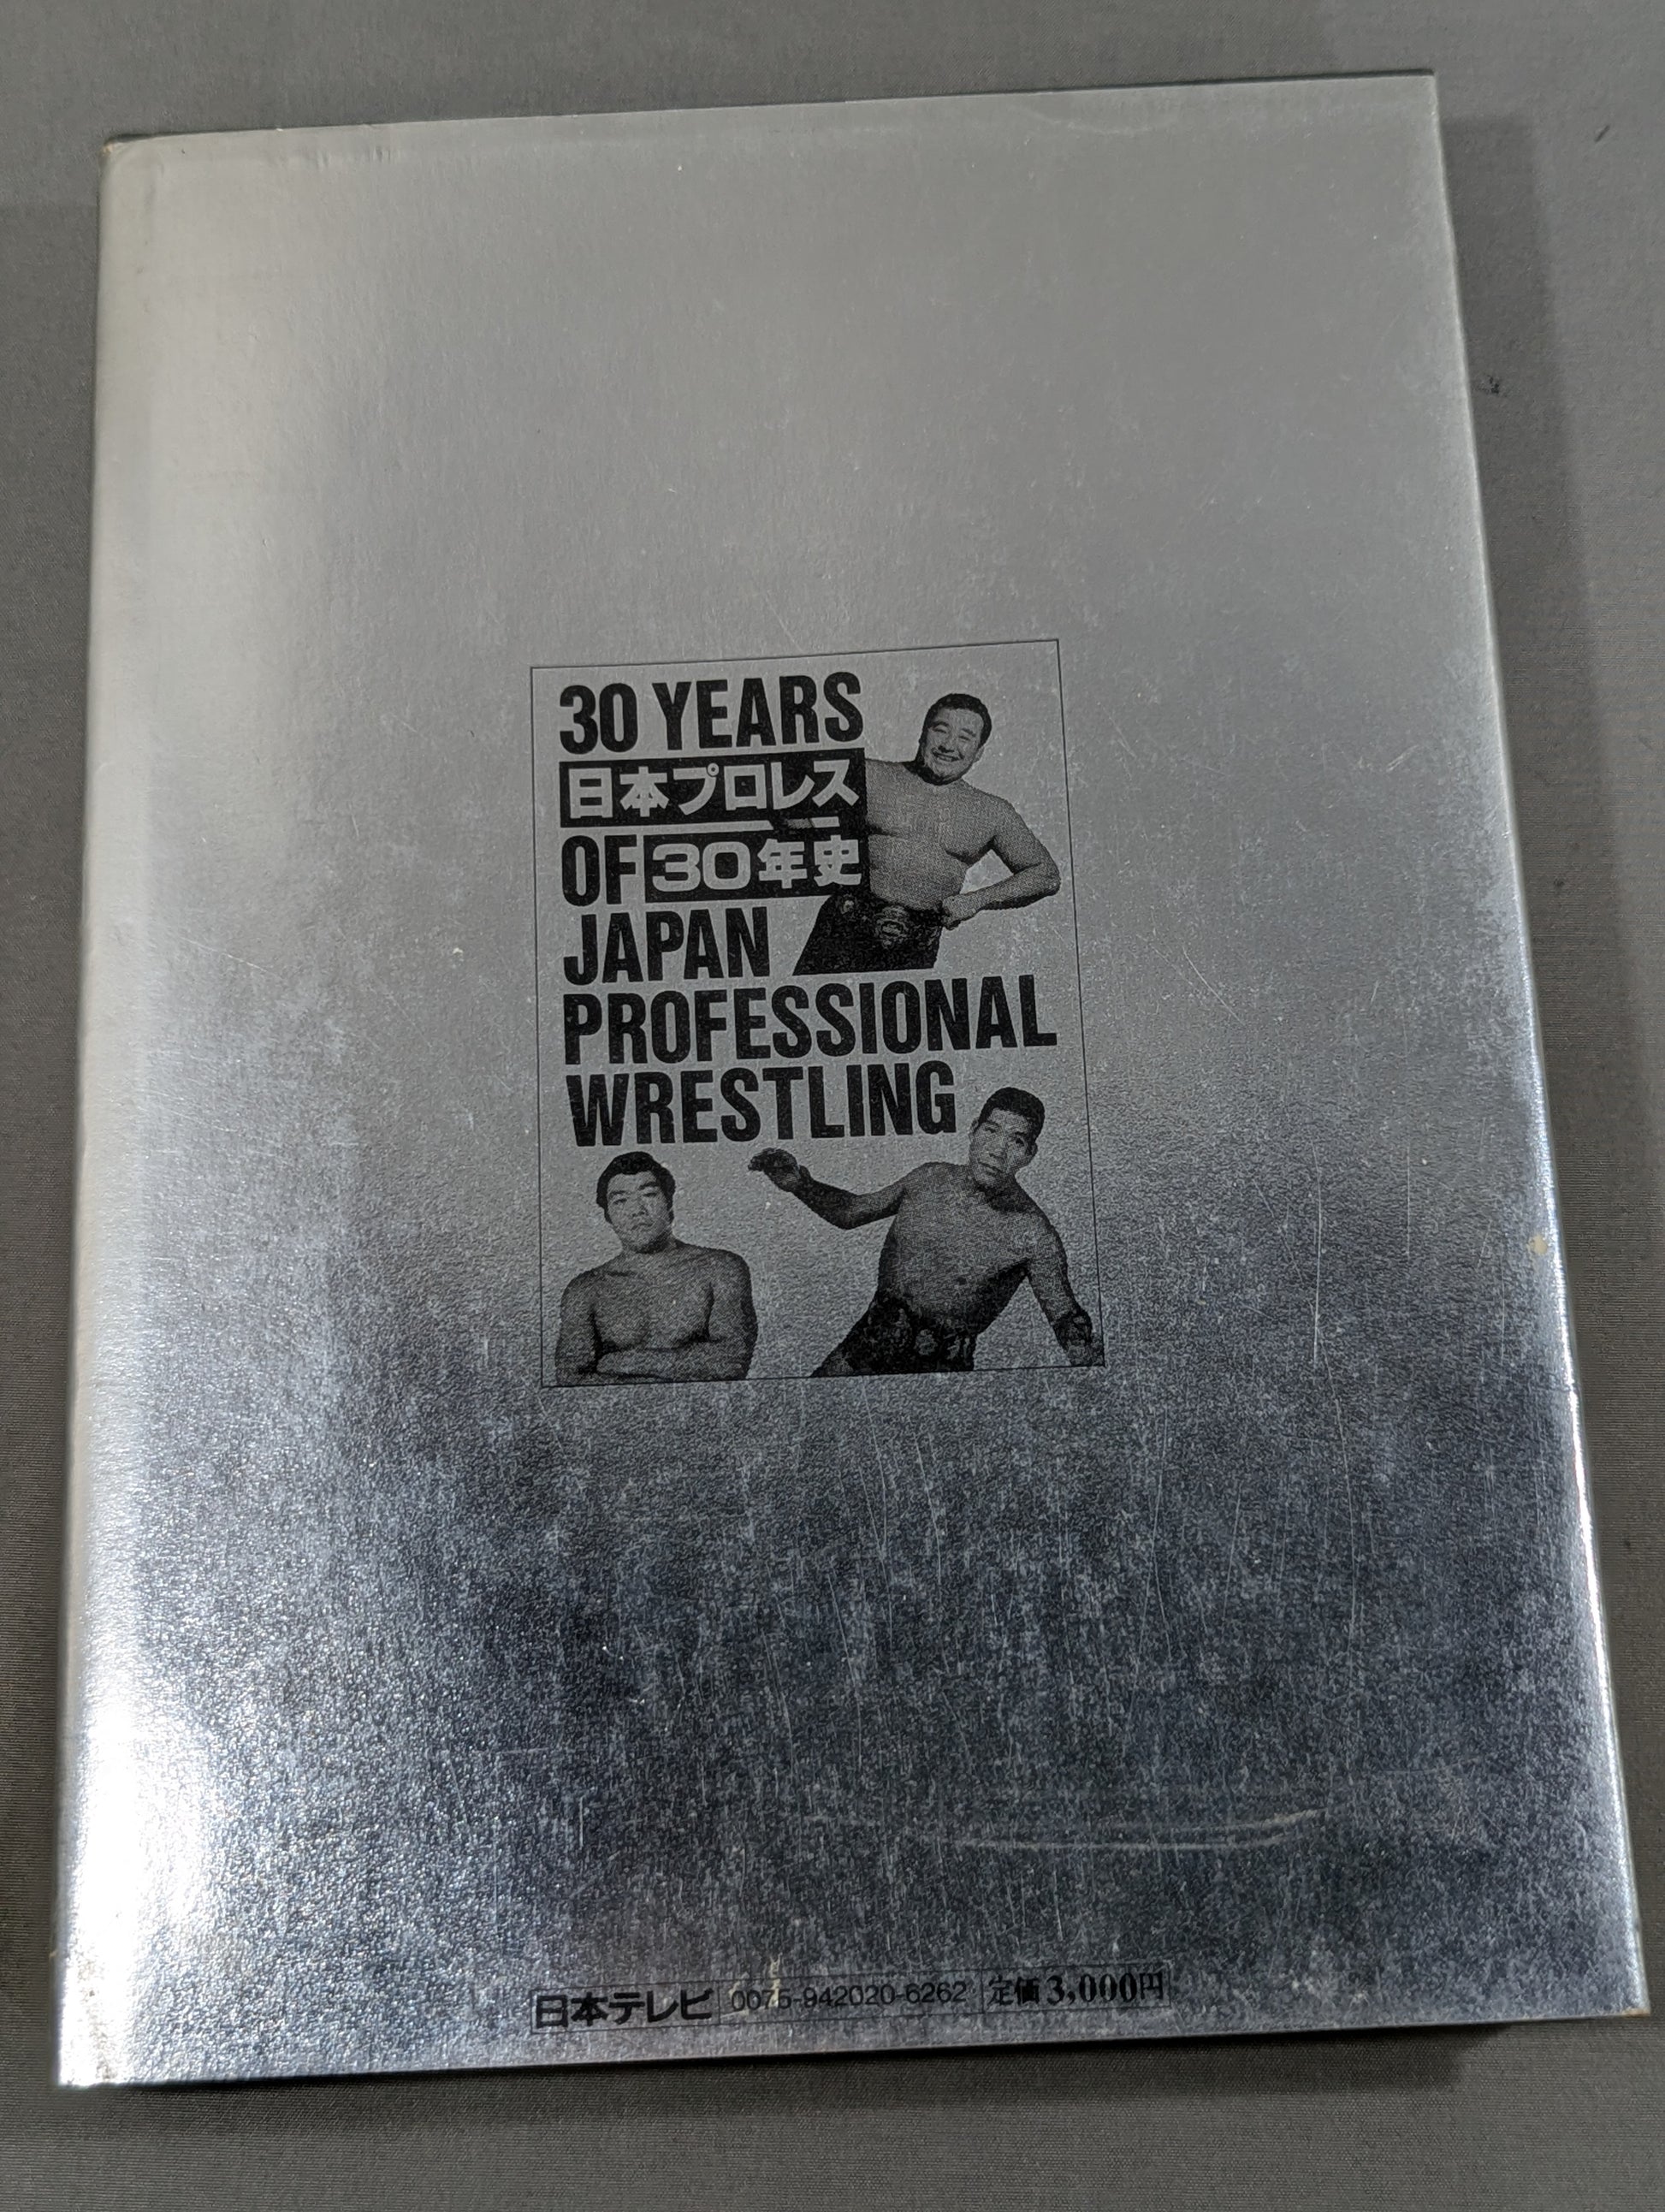 30 YEARS
日本プロレス
OF 30年史
JAPAN
PROFESSIONAL
WRESTLING
日本テレビ 0075-942020-6262 定価3,000円